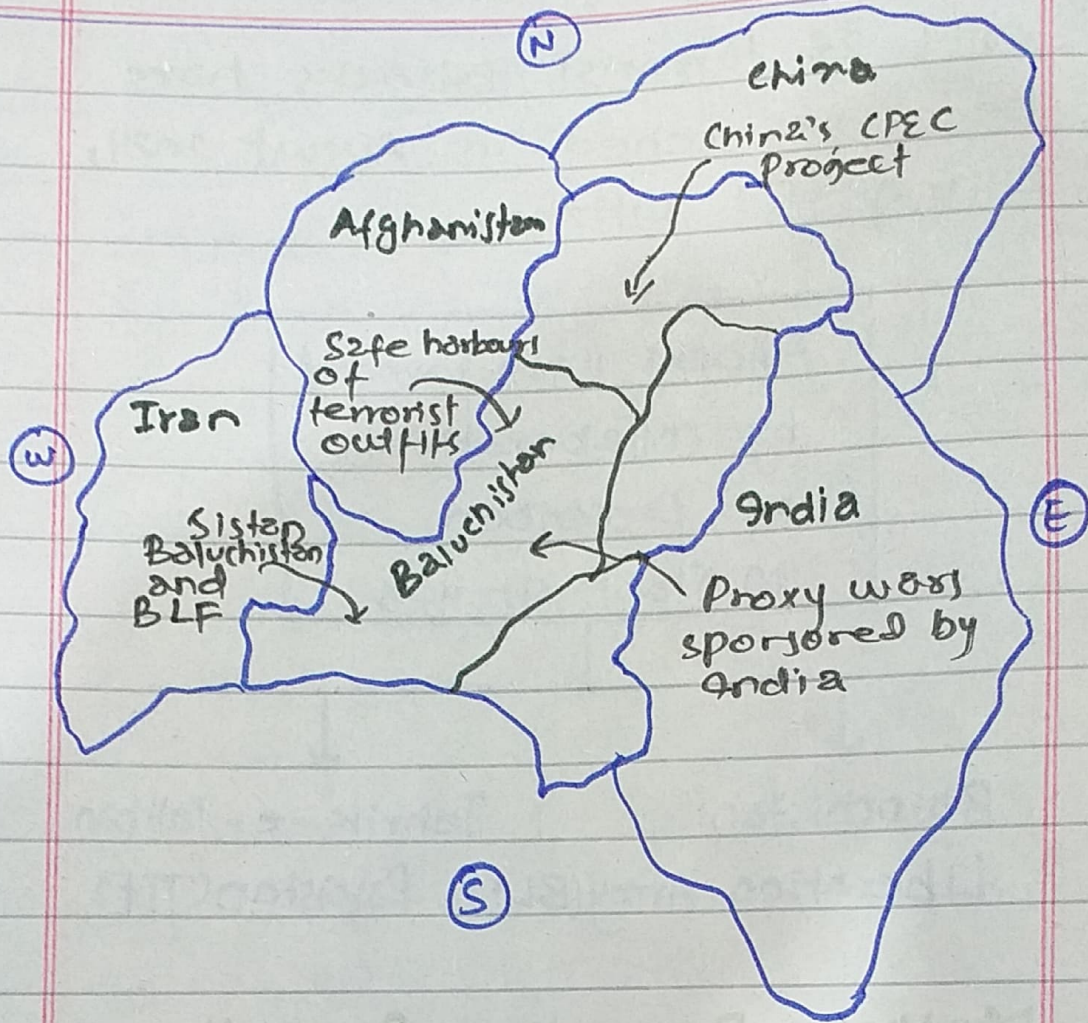 N
China
China's CPEC
Project
Afghanistan
Safe harbours
of
terrorist
outfits
Iran
W
Baluchistan
India
E
Sistan
Baluchistan
and
BLF
Proxy wars
sponsored by
India
S